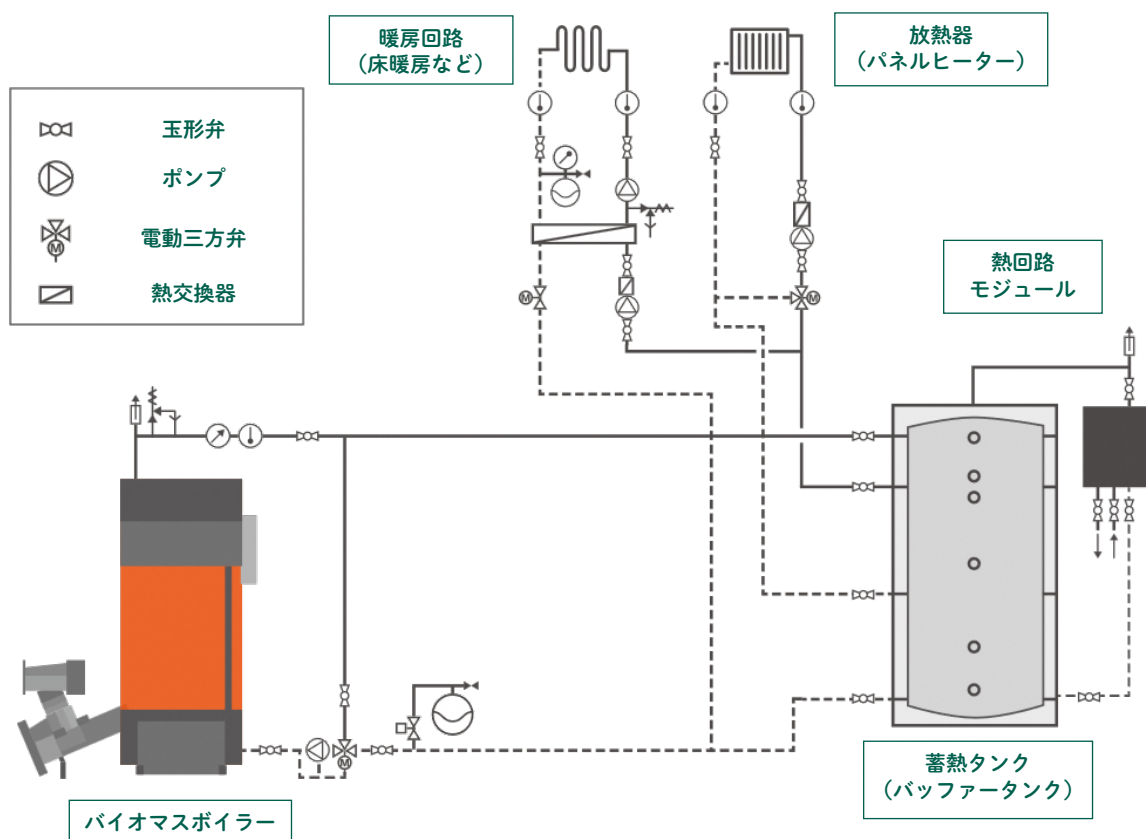 暖房回路
（床暖房など）
放熱器
（パネルヒーター）
玉形弁
ポンプ
電動三方弁
M
熱交換器
熱回路
モジュール
M
M
M
蓄熱タンク
（バッファータンク）
バイオマスボイラー